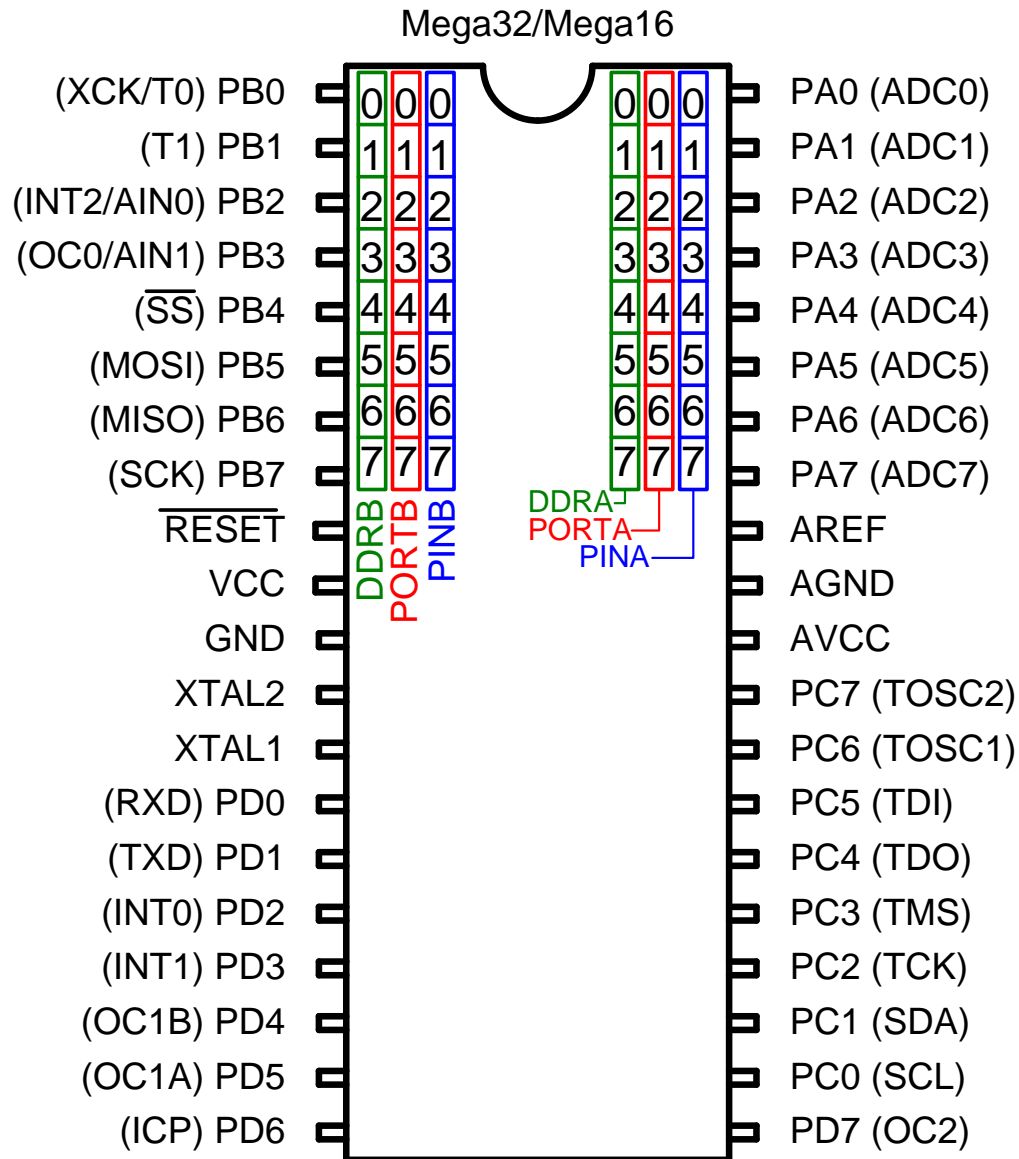 Mega32/Mega16
(XCK/T0) PB0 0 0 0 0 0 0 PA0 (ADC0)
(T1) PB1 1 1 1 1 1 1 PA1 (ADC1)
(INT2/AIN0) PB2 2 2 2 2 2 2 PA2 (ADC2)
(OC0/AIN1) PB3 3 3 3 3 3 3 PA3 (ADC3)
(SS) PB4 4 4 4 4 4 4 PA4 (ADC4)
(MOSI) PB5 5 5 5 5 5 5 PA5 (ADC5)
(MISO) PB6 6 6 6 6 6 6 PA6 (ADC6)
(SCK) PB7 7 7 7 7 7 7 PA7 (ADC7)
DDRB
PORTB
PINB
DDRA
PORTA
PINA
RESET AREF
VCC AGND
GND AVCC
XTAL2 PC7 (TOSC2)
XTAL1 PC6 (TOSC1)
(RXD) PD0 PC5 (TDI)
(TXD) PD1 PC4 (TDO)
(INT0) PD2 PC3 (TMS)
(INT1) PD3 PC2 (TCK)
(OC1B) PD4 PC1 (SDA)
(OC1A) PD5 PC0 (SCL)
(ICP) PD6 PD7 (OC2)